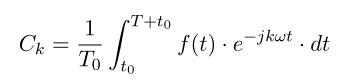 C_k = \frac{1}{T_0} \int_{t_0}^{T+t_0} f(t) \cdot e^{-jk\omega t} \cdot dt